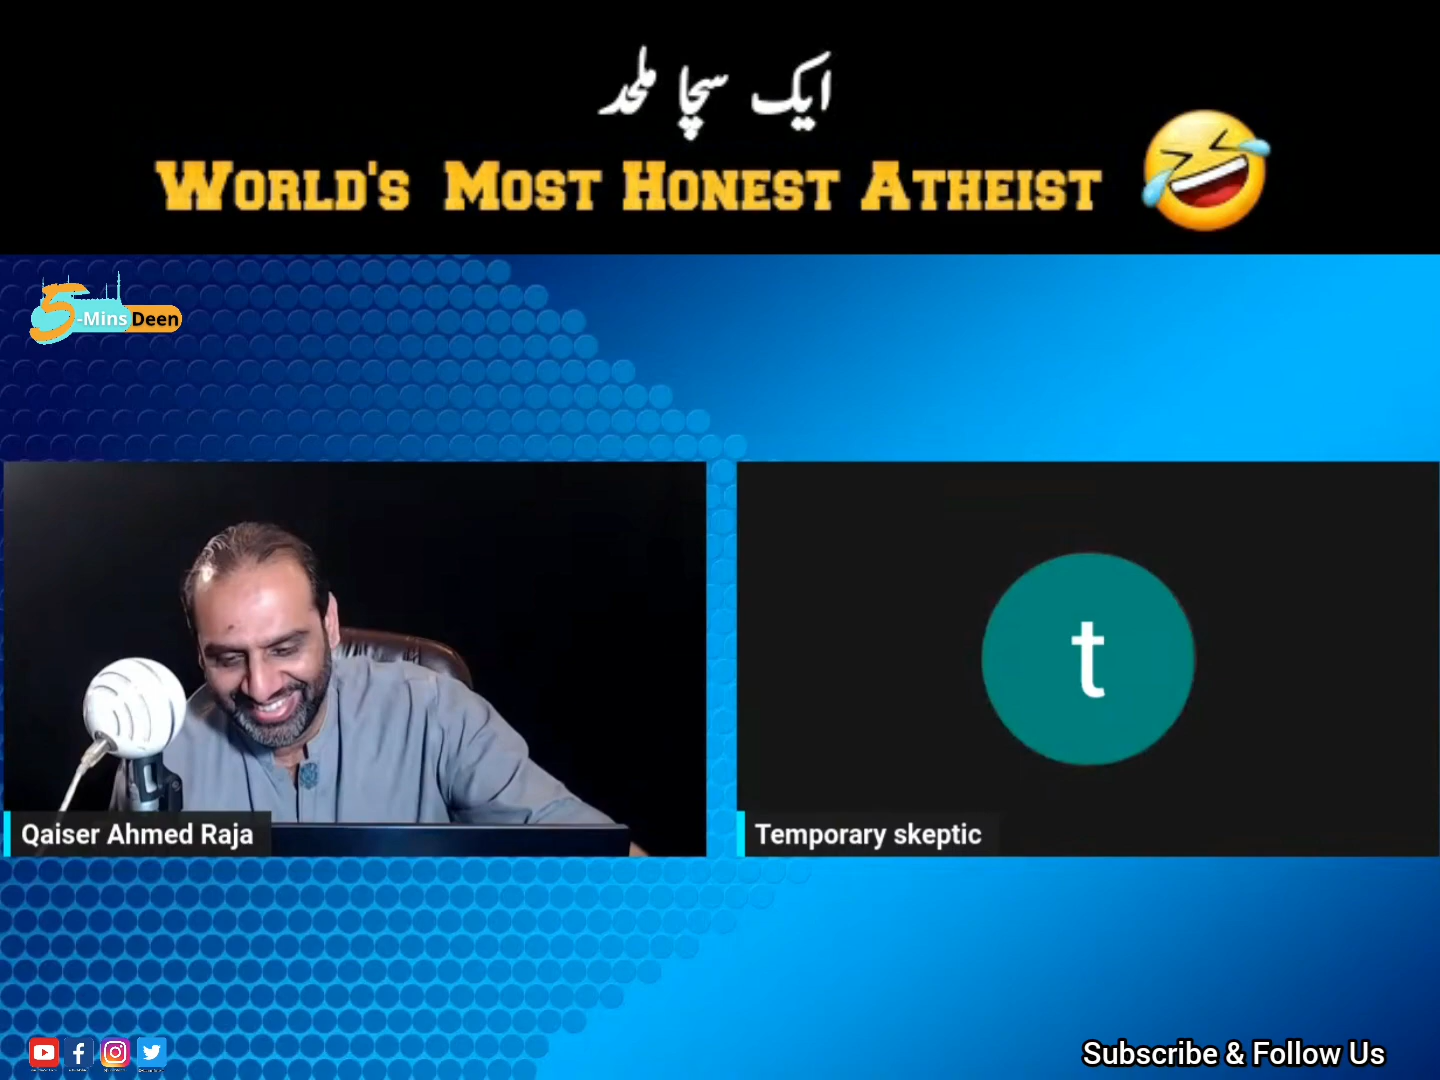 ایک سچا ملحد
WORLD'S MOST HONEST ATHEIST
5-Mins Deen
t
Qaiser Ahmed Raja
Temporary skeptic
Subscribe & Follow Us